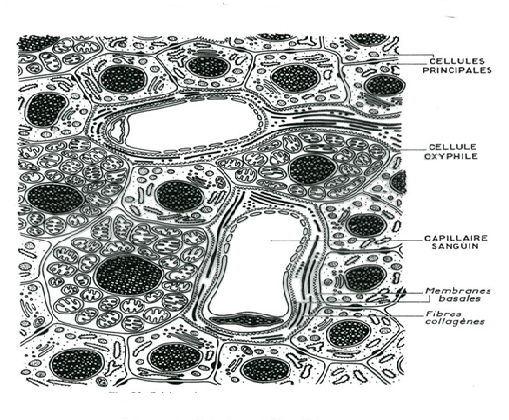 CELLULES
PRINCIPALES
CELLULE
OXYPHILE
CAPILLAIRE
SANGUIN
Membranes
basales
Fibres
collagènes